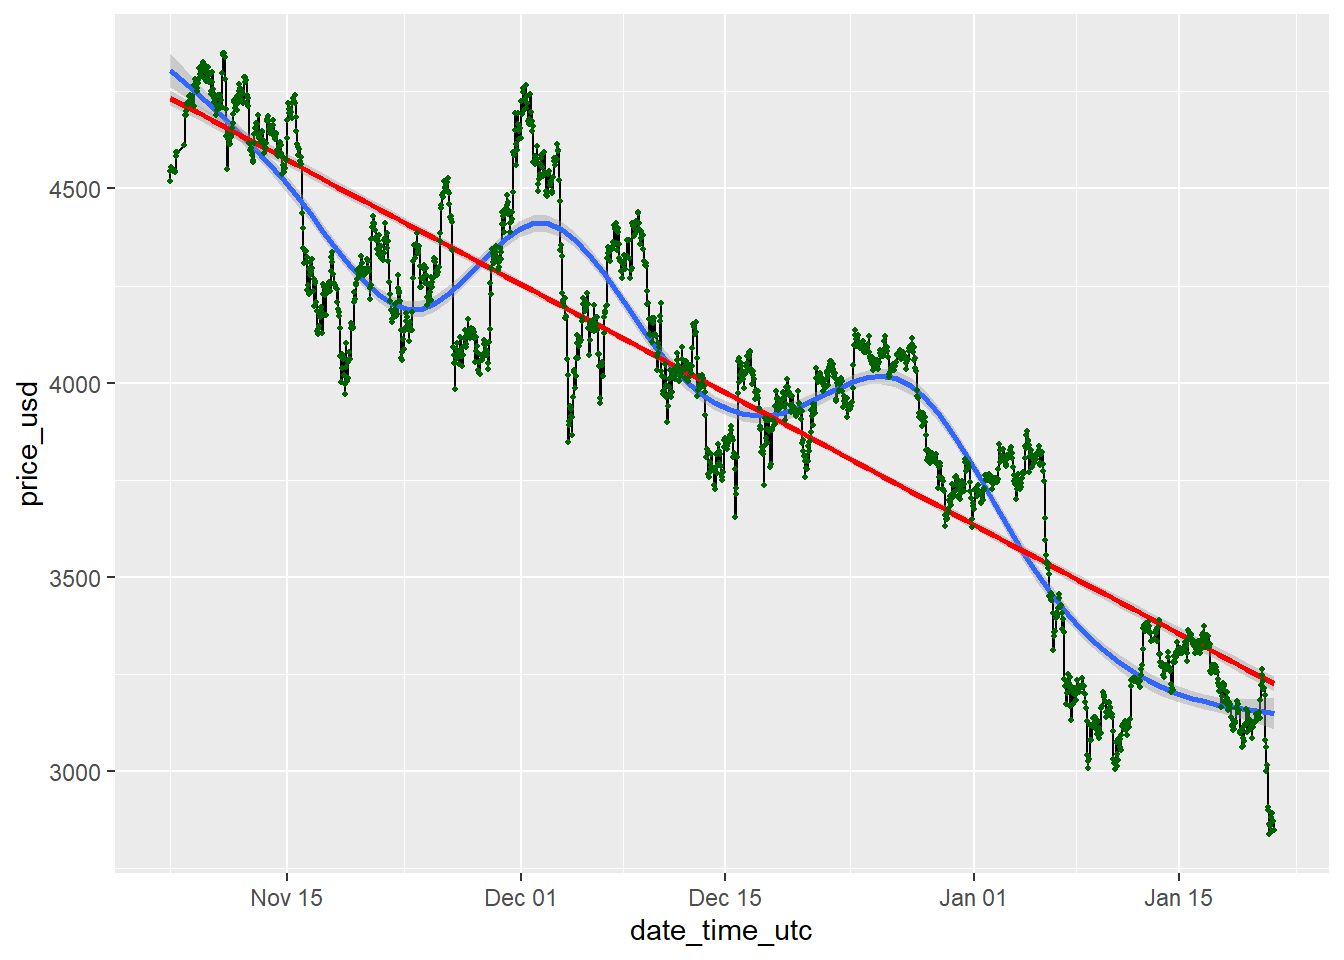 price_usd
4500
4000
3500
3000
Nov 15
Dec 01
Dec 15
Jan 01
Jan 15
date_time_utc